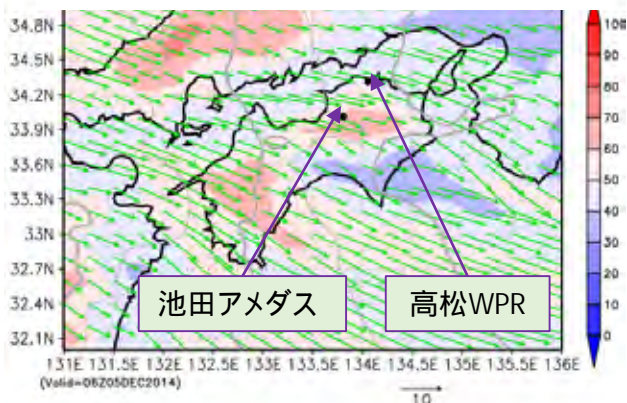 34.8N
34.5N
34.2N
33.9N
33.6N
33.3N
33N
32.7N
32.4N
32.1N
131E 131.5E 132E 132.5E 133E 133.5E 134E 134.5E 135E 135.5E 136E
(Valid=06Z05DEC2014)
10
池田アメダス
高松WPR
100
90
80
70
60
50
40
30
20
10
0